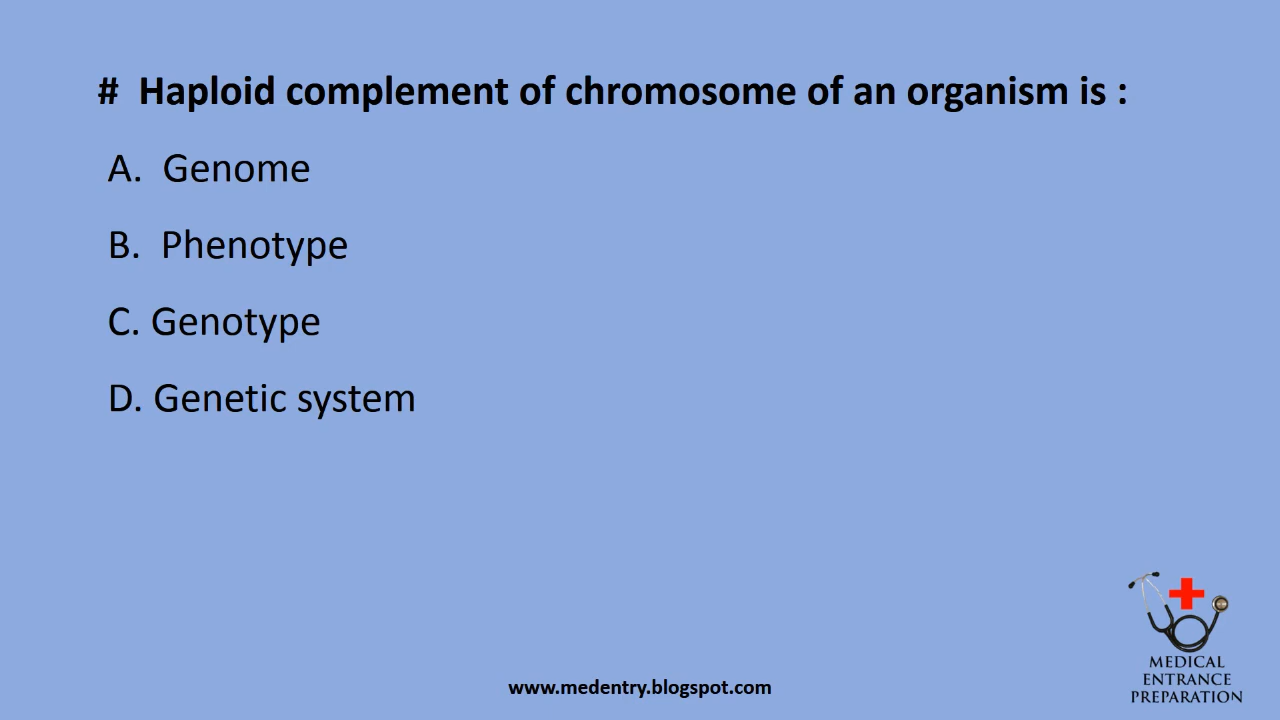 # Haploid complement of chromosome of an organism is :
A. Genome
B. Phenotype
C. Genotype
D. Genetic system
MEDICAL
ENTRANCE
PREPARATION
www.medentry.blogspot.com